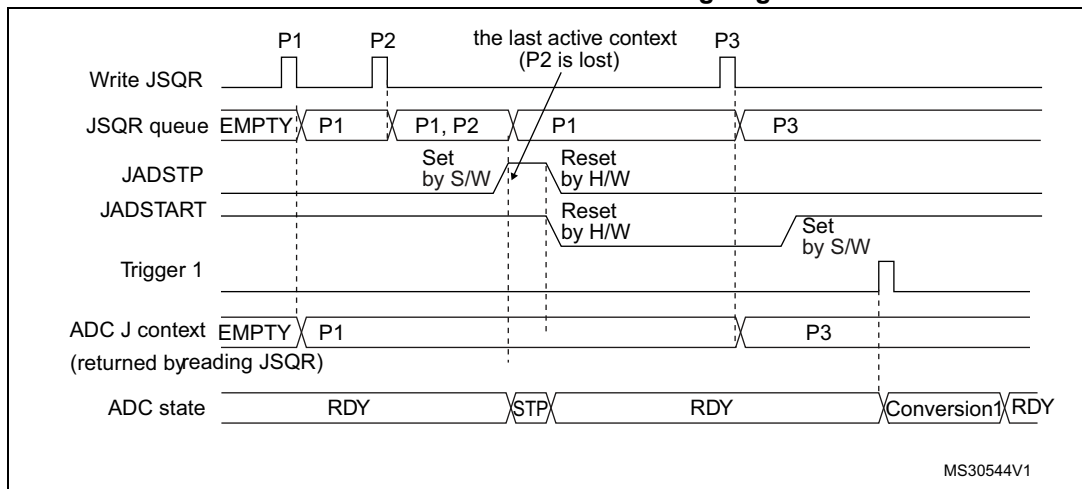 P1
P2
the last active context
(P2 is lost)
P3
Write JSQR
JSQR queue
EMPTY
P1
P1, P2
P1
P3
Set
by S/W
Reset
by H/W
JADSTP
JADSTART
Reset
by H/W
Set
by S/W
Trigger 1
ADC J context
(returned byreading JSQR)
EMPTY
P1
P3
ADC state
RDY
STP
RDY
Conversion1
RDY
MS30544V1